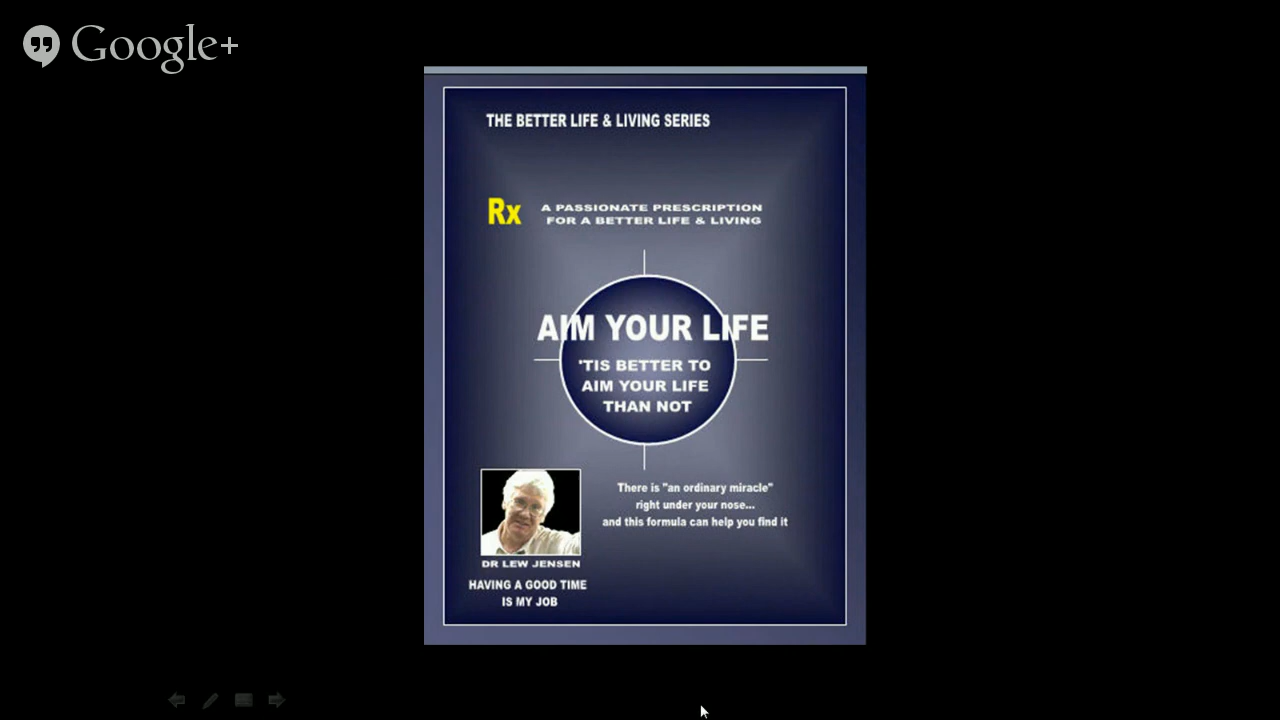 Google+
THE BETTER LIFE & LIVING SERIES
Rx
A PASSIONATE PRESCRIPTION
FOR A BETTER LIFE & LIVING
AIM YOUR LIFE
'TIS BETTER TO
AIM YOUR LIFE
THAN NOT
There is "an ordinary miracle"
right under your nose...
and this formula can help you find it
DR LEW JENSEN
HAVING A GOOD TIME
IS MY JOB